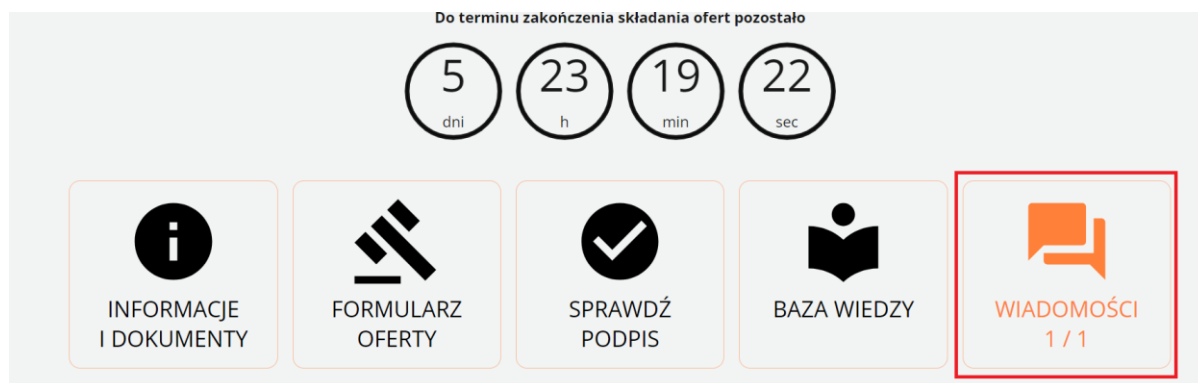 Do terminu zakończenia składania ofert pozostało
5 23 19 22
dni h min sec
INFORMACJE
I DOKUMENTY
FORMULARZ
OFERTY
SPRAWDŹ
PODPIS
BAZA WIEDZY
WIADOMOŚCI
1 / 1